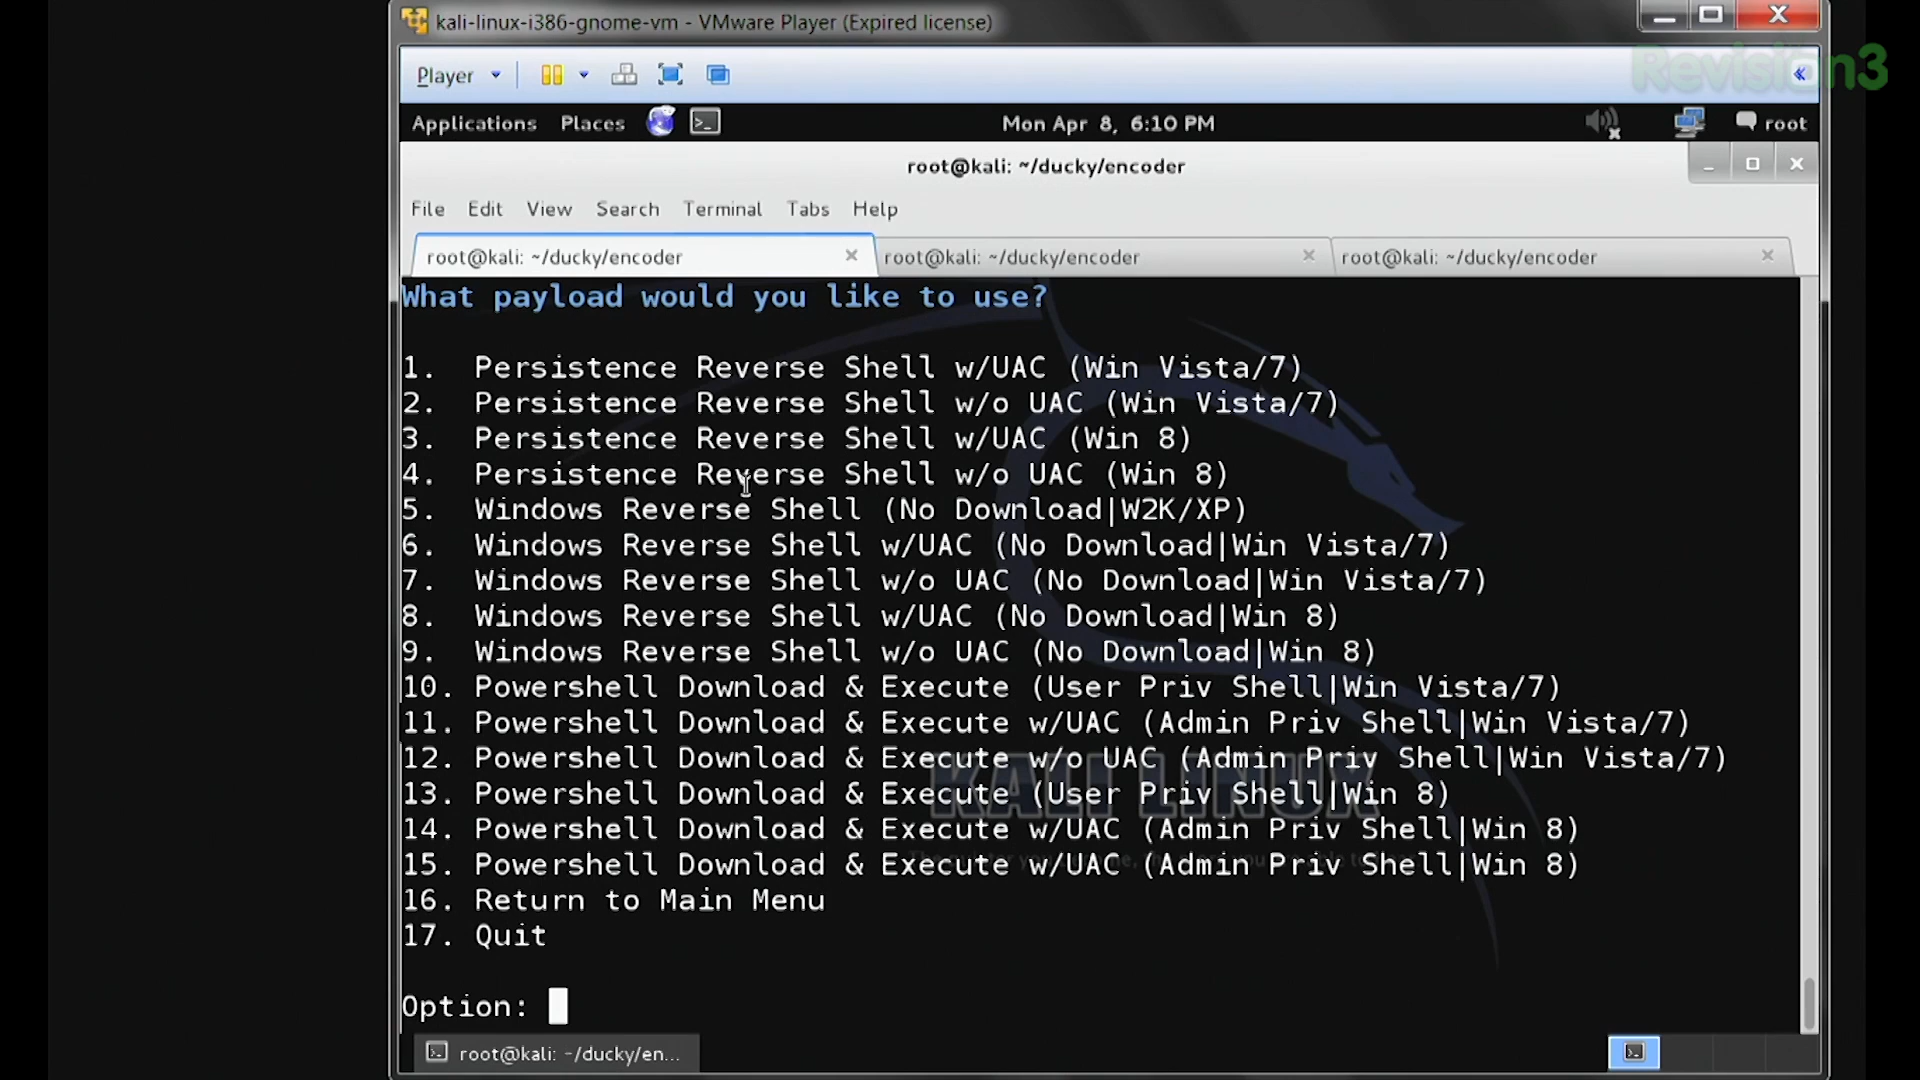 kali-linux-i386-gnome-vm - VMware Player (Expired license)
Player
Revision3
Applications Places Mon Apr 8, 6:10 PM root
root@kali: ~/ducky/encoder
File Edit View Search Terminal Tabs Help
root@kali: ~/ducky/encoder root@kali: ~/ducky/encoder root@kali: ~/ducky/encoder
What payload would you like to use?
1. Persistence Reverse Shell w/UAC (Win Vista/7)
2. Persistence Reverse Shell w/o UAC (Win Vista/7)
3. Persistence Reverse Shell w/UAC (Win 8)
4. Persistence Reverse Shell w/o UAC (Win 8)
5. Windows Reverse Shell (No Download|W2K/XP)
6. Windows Reverse Shell w/UAC (No Download|Win Vista/7)
7. Windows Reverse Shell w/o UAC (No Download|Win Vista/7)
8. Windows Reverse Shell w/UAC (No Download|Win 8)
9. Windows Reverse Shell w/o UAC (No Download|Win 8)
10. Powershell Download & Execute (User Priv Shell|Win Vista/7)
11. Powershell Download & Execute w/UAC (Admin Priv Shell|Win Vista/7)
12. Powershell Download & Execute w/o UAC (Admin Priv Shell|Win Vista/7)
13. Powershell Download & Execute (User Priv Shell|Win 8)
14. Powershell Download & Execute w/UAC (Admin Priv Shell|Win 8)
15. Powershell Download & Execute w/UAC (Admin Priv Shell|Win 8)
16. Return to Main Menu
17. Quit
KALI LINUX
Option:
root@kali: ~/ducky/en...